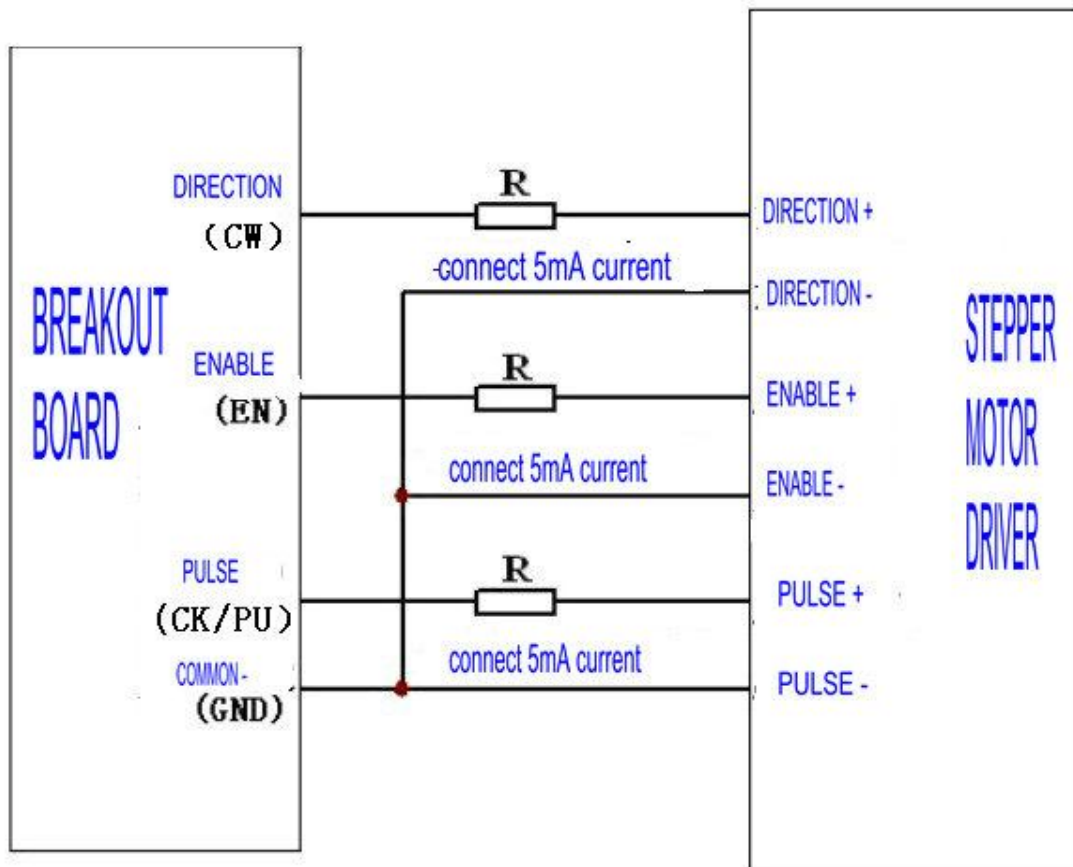 DIRECTION
(CW)
R
DIRECTION +
-connect 5mA current
DIRECTION -
BREAKOUT
BOARD
ENABLE
(EN)
R
ENABLE +
connect 5mA current
ENABLE -
STEPPER
MOTOR
DRIVER
PULSE
(CK/PU)
R
PULSE +
COMMON-
(GND)
connect 5mA current
PULSE -